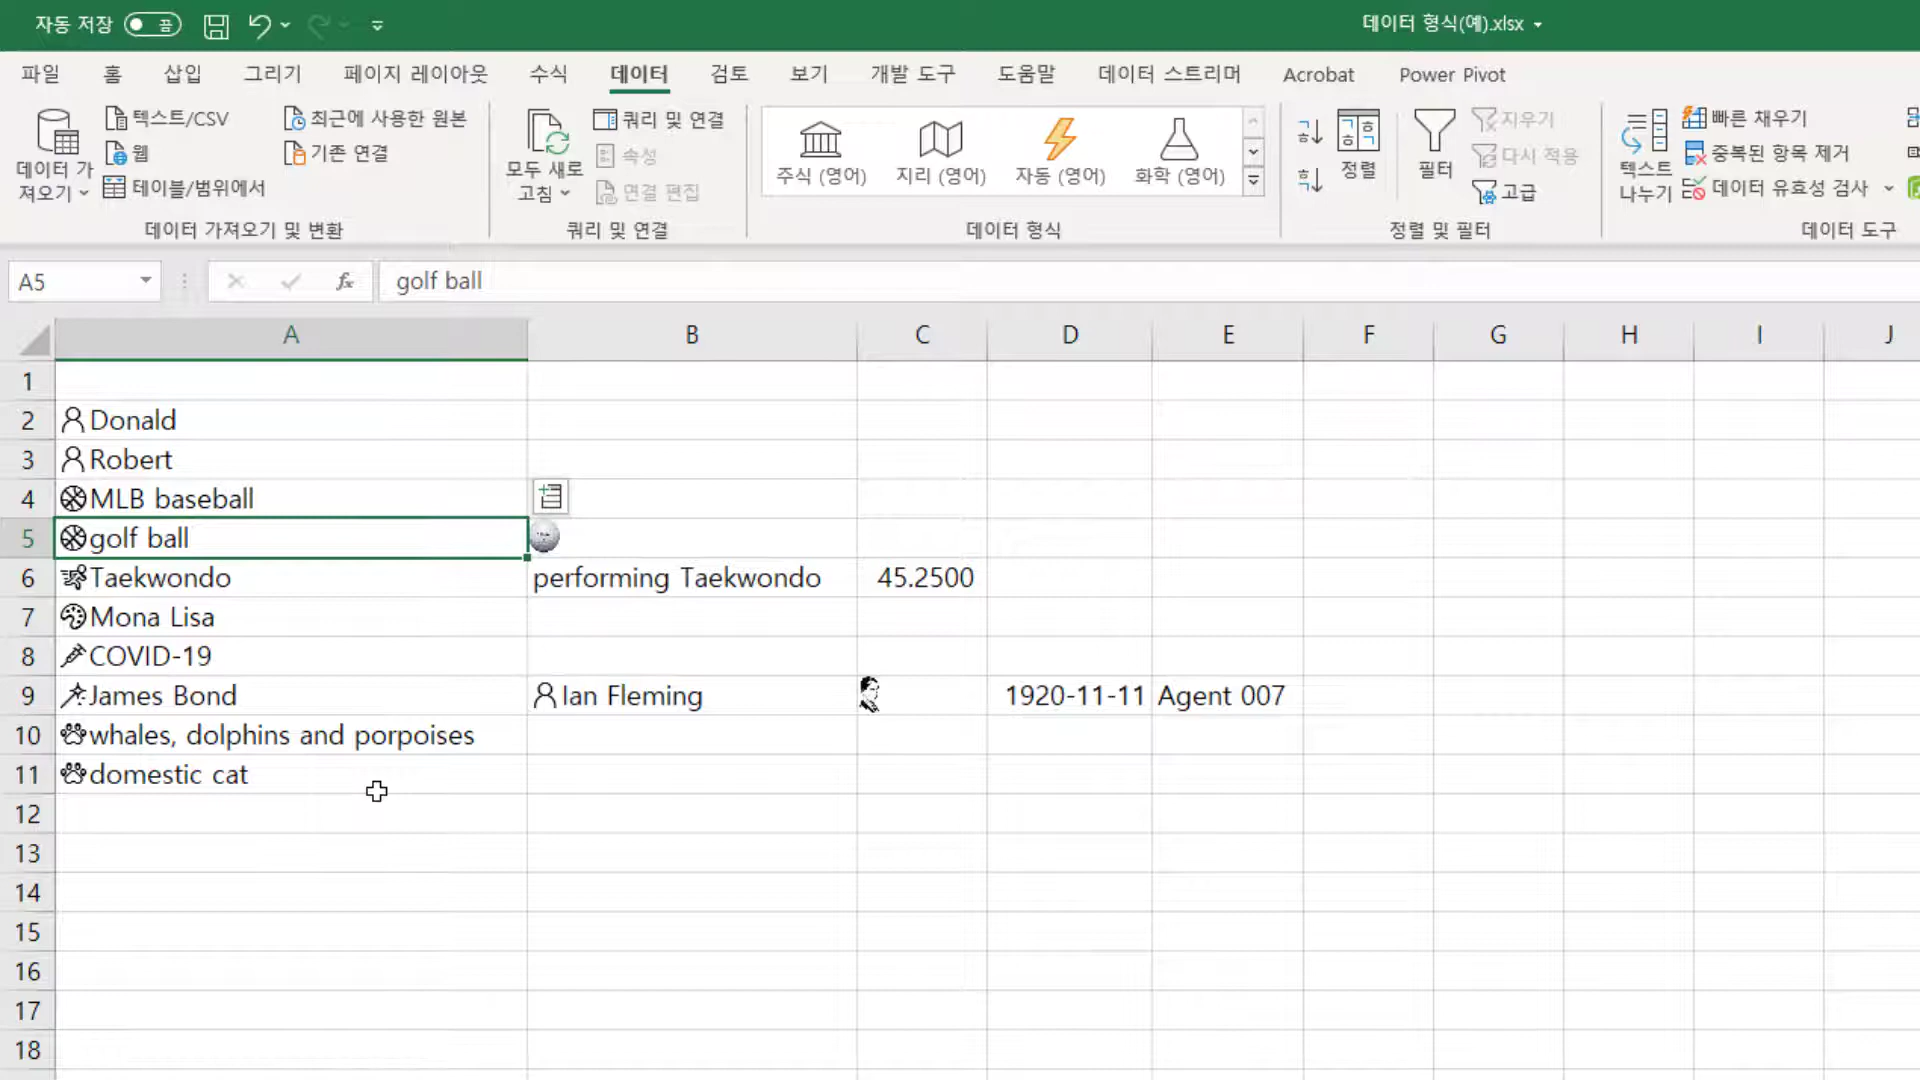 자동 저장 끔 데이터 형식(예).xlsx
파일 홈 삽입 그리기 페이지 레이아웃 수식 데이터 검토 보기 개발 도구 도움말 데이터 스트리머 Acrobat Power Pivot
데이터 가
져오기
텍스트/CSV
웹
테이블/범위에서
최근에 사용한 원본
기존 연결
데이터 가져오기 및 변환
모두 새로
고침
쿼리 및 연결
속성
연결 편집
쿼리 및 연결
주식 (영어) 지리 (영어) 자동 (영어) 화학 (영어)
데이터 형식
정렬
필터
지우기
다시 적용
고급
정렬 및 필터
텍스트
나누기
빠른 채우기
중복된 항목 제거
데이터 유효성 검사
데이터 도구
A5 fx golf ball
A B C D E F G H I J
1
2 Donald
3 Robert
4 MLB baseball
5 golf ball
6 Taekwondo performing Taekwondo 45.2500
7 Mona Lisa
8 COVID-19
9 James Bond Ian Fleming 1920-11-11 Agent 007
10 whales, dolphins and porpoises
11 domestic cat
12
13
14
15
16
17
18